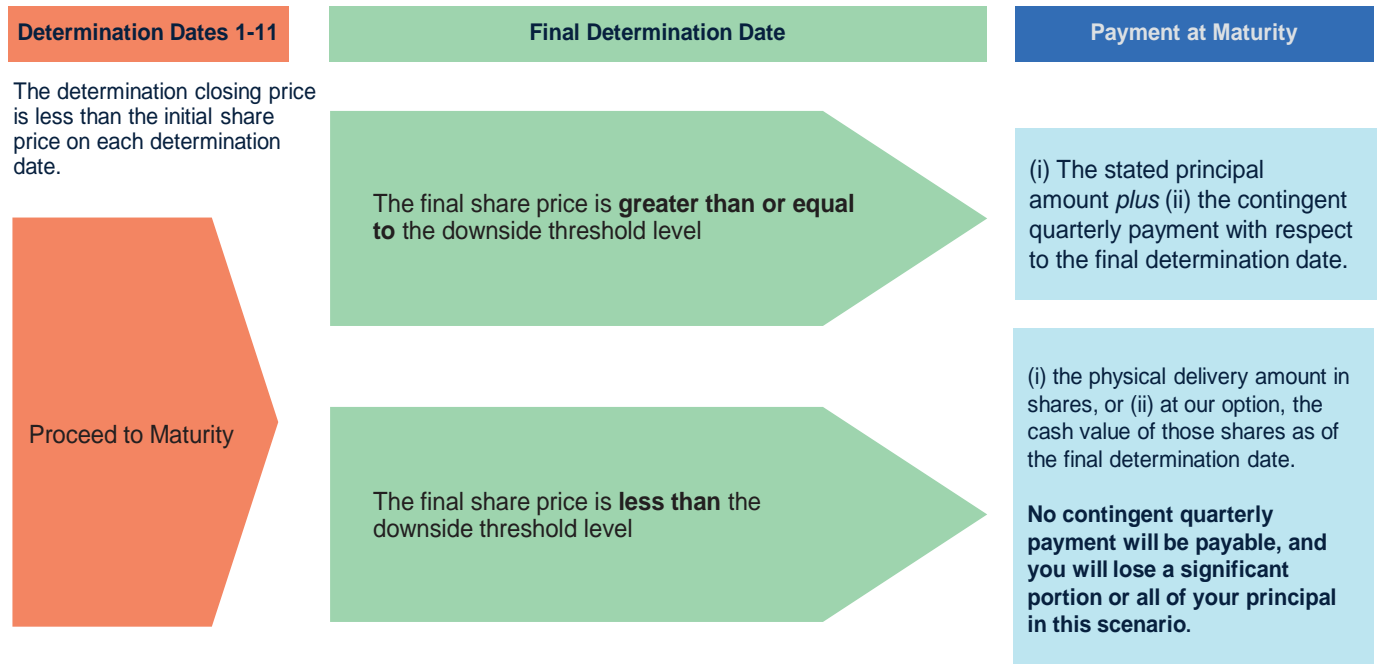 Determination Dates 1-11
The determination closing price
is less than the initial share
price on each determination
date.
Proceed to Maturity
Final Determination Date
The final share price is greater than or equal
to the downside threshold level
The final share price is less than the
downside threshold level
Payment at Maturity
(i) The stated principal
amount plus (ii) the contingent
quarterly payment with respect
to the final determination date.
(i) the physical delivery amount in
shares, or (ii) at our option, the
cash value of those shares as of
the final determination date.
No contingent quarterly
payment will be payable, and
you will lose a significant
portion or all of your principal
in this scenario.